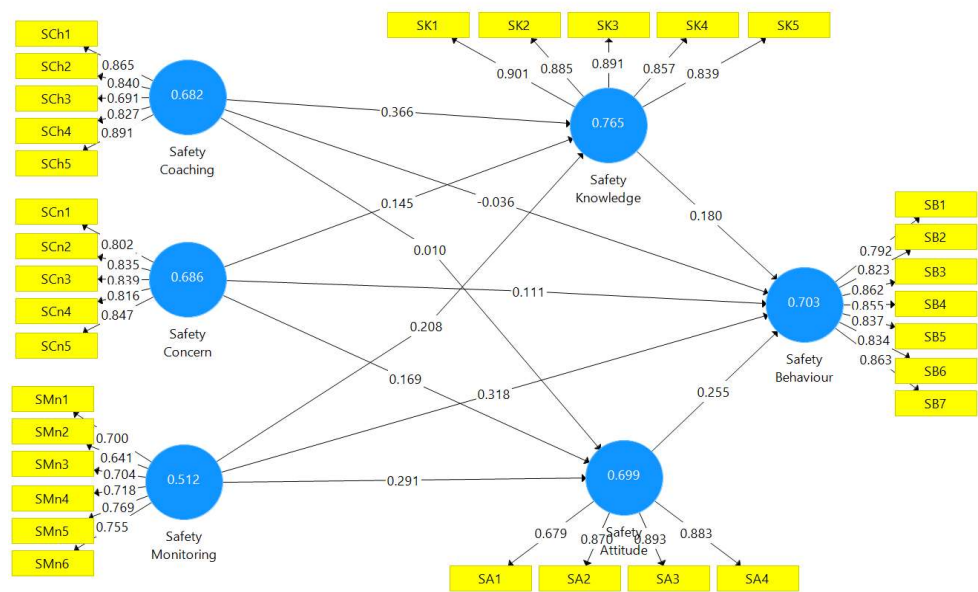 SCh1
SCh2
SCh3
SCh4
SCh5
0.865
0.840
0.691
0.827
0.891
0.682
Safety
Coaching
SCn1
SCn2
SCn3
SCn4
SCn5
0.802
0.835
0.839
0.816
0.847
0.686
Safety
Concern
SMn1
SMn2
SMn3
SMn4
SMn5
SMn6
0.700
0.641
0.704
0.718
0.769
0.755
0.512
Safety
Monitoring
SK1
SK2
SK3
SK4
SK5
0.901
0.885
0.891
0.857
0.839
0.765
Safety
Knowledge
0.366
0.145
-0.036
0.010
0.111
0.208
0.169
0.318
0.291
0.180
0.255
0.699
Safety
Attitude
0.679
0.870
0.893
0.883
SA1
SA2
SA3
SA4
0.703
Safety
Behaviour
0.792
0.823
0.862
0.855
0.837
0.834
0.863
SB1
SB2
SB3
SB4
SB5
SB6
SB7